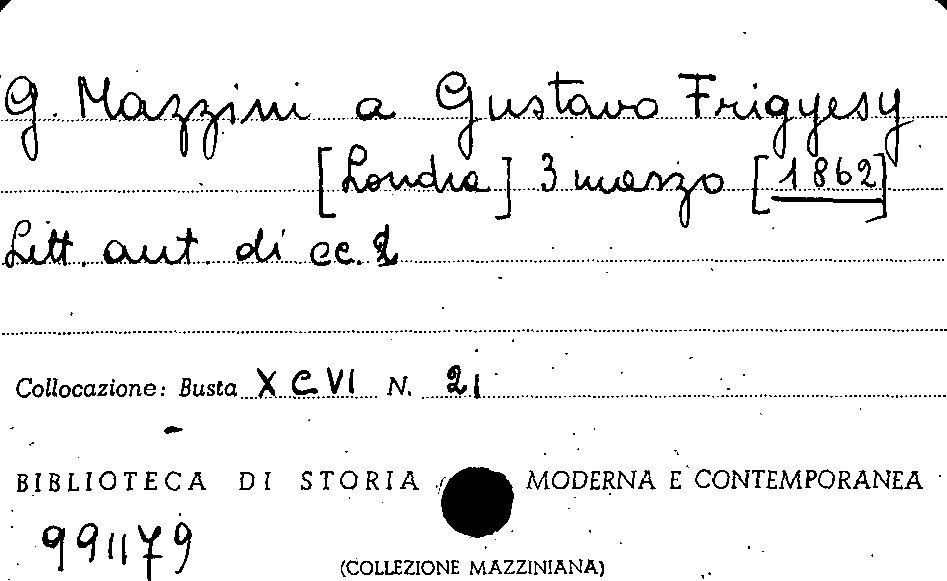 G. Mazzini a Gustavo Frigyesy
[Londra] 3 marzo [1862]
Lett. aut. di cc. 2
Collocazione: Busta XCVI N. 21
BIBLIOTECA DI STORIA MODERNA E CONTEMPORANEA
991179
(COLLEZIONE MAZZINIANA)